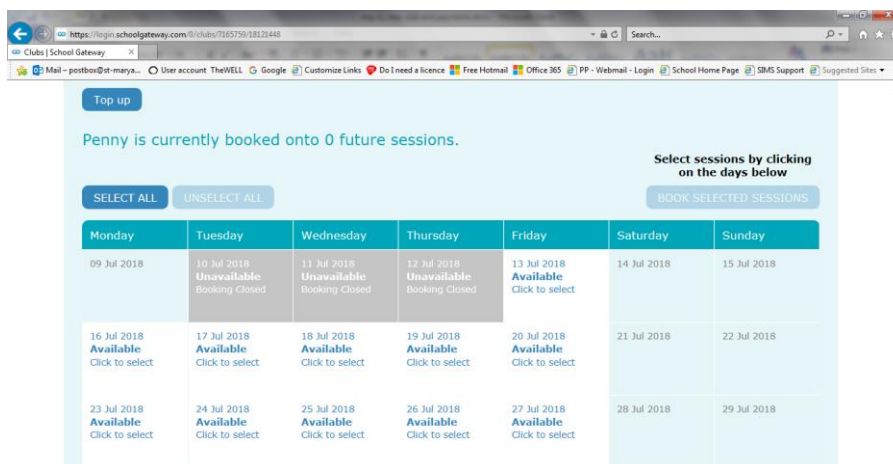 https://login.schoolgateway.com/0/clubs/7165759/18121448
Search...
Clubs | School Gateway
Mail – postbox@st-marya...
User account TheWELL
Google
Customize Links
Do I need a licence
Free Hotmail
Office 365
PP - Webmail - Login
School Home Page
SIMS Support
Suggested Sites
Top up
Penny is currently booked onto 0 future sessions.
Select sessions by clicking
on the days below
SELECT ALL
UNSELECT ALL
BOOK SELECTED SESSIONS
Monday Tuesday Wednesday Thursday Friday Saturday Sunday
09 Jul 2018 10 Jul 2018 11 Jul 2018 12 Jul 2018 13 Jul 2018 14 Jul 2018 15 Jul 2018
Unavailable Unavailable Unavailable Available
Booking Closed Booking Closed Booking Closed Click to select
16 Jul 2018 17 Jul 2018 18 Jul 2018 19 Jul 2018 20 Jul 2018 21 Jul 2018 22 Jul 2018
Available Available Available Available Available
Click to select Click to select Click to select Click to select Click to select
23 Jul 2018 24 Jul 2018 25 Jul 2018 26 Jul 2018 27 Jul 2018 28 Jul 2018 29 Jul 2018
Available Available Available Available Available
Click to select Click to select Click to select Click to select Click to select